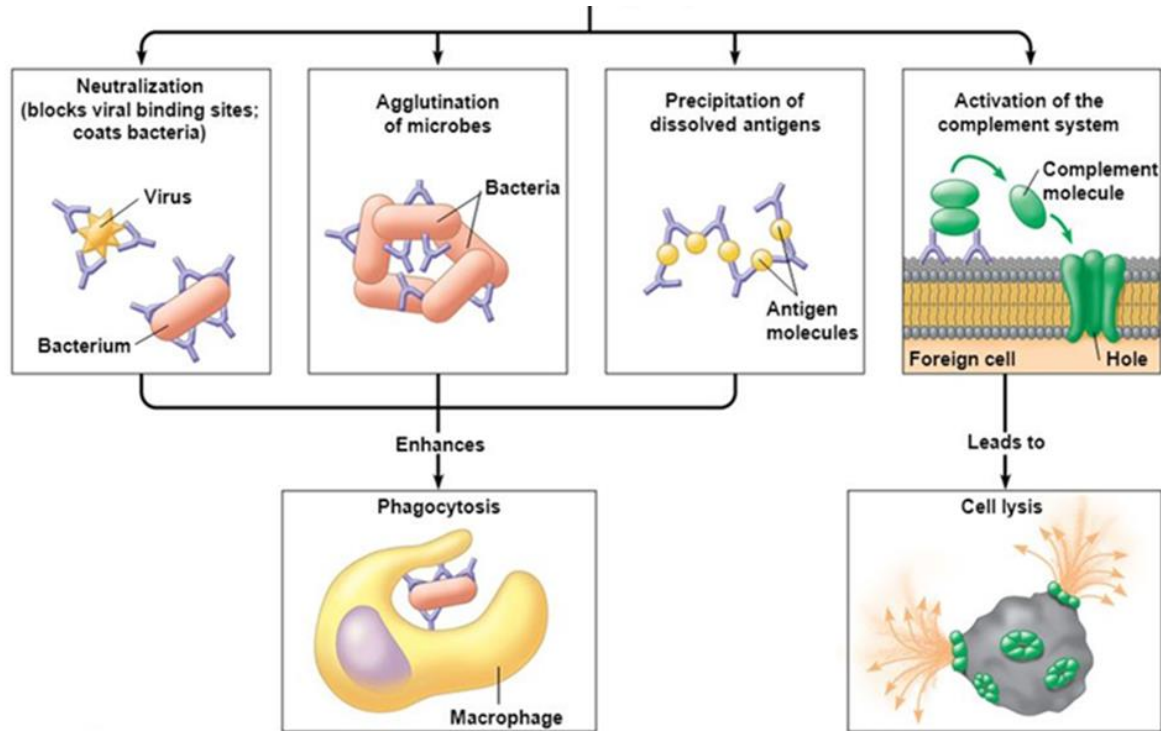 Neutralization
(blocks viral binding sites;
coats bacteria)
Virus
Bacterium
Agglutination
of microbes
Bacteria
Precipitation of
dissolved antigens
Antigen
molecules
Activation of the
complement system
Complement
molecule
Foreign cell
Hole
Enhances
Leads to
Phagocytosis
Macrophage
Cell lysis